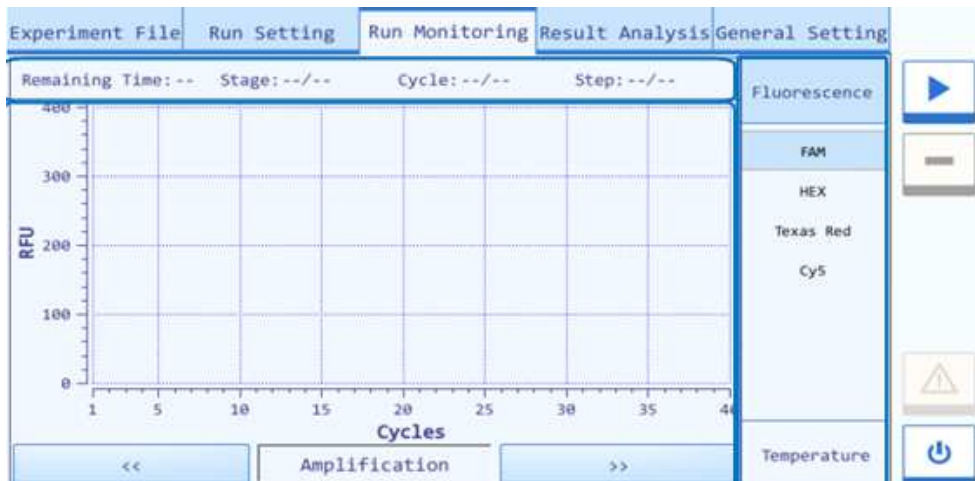 Experiment File Run Setting Run Monitoring Result Analysis General Setting
Remaining Time:-- Stage:--/-- Cycle:--/-- Step:--/--
Fluorescence
FAM
HEX
Texas Red
Cy5
Temperature
400
300
200
100
0
RFU
1 5 10 15 20 25 30 35 40
Cycles
<< Amplification >>